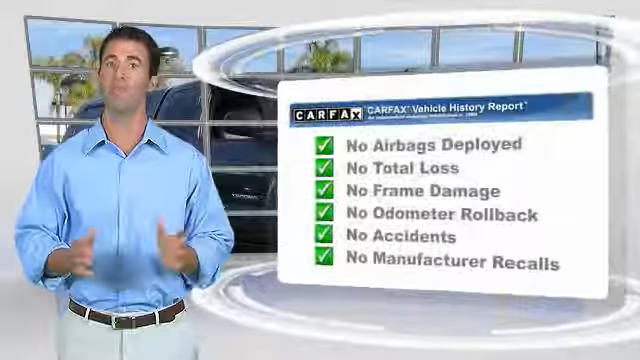 CARFAX CARFAX Vehicle History Report
No Airbags Deployed
No Total Loss
No Frame Damage
No Odometer Rollback
No Accidents
No Manufacturer Recalls